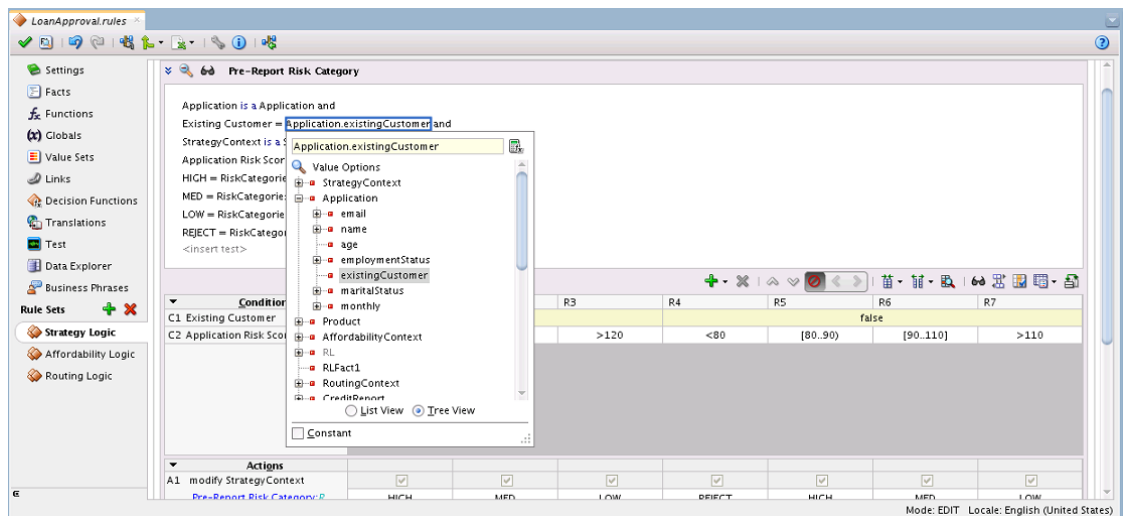 LoanApproval.rules
Settings
Facts
Functions
Globals
Value Sets
Links
Decision Functions
Translations
Test
Data Explorer
Business Phrases
Rule Sets
Strategy Logic
Affordability Logic
Routing Logic
Pre-Report Risk Category
Application is a Application and
Existing Customer = Application.existingCustomer and
StrategyContext is a S
Application Risk Scor
HIGH = RiskCategorie
MED = RiskCategorie
LOW = RiskCategorie
REJECT = RiskCategor
<insert test>
Application.existingCustomer
Value Options
StrategyContext
Application
email
name
age
employmentStatus
existingCustomer
maritalStatus
monthly
Product
AffordabilityContext
RL
RLFact1
RoutingContext
CreditReport
List View Tree View
Constant
Condition R3 R4 R5 R6 R7
C1 Existing Customer false
C2 Application Risk Scor >120 <80 [80..90) [90..110] >110
Actions
A1 modify StrategyContext
Pre-Report Risk Category:R HIGH MED LOW REJECT HIGH MED LOW
Mode: EDIT Locale: English (United States)